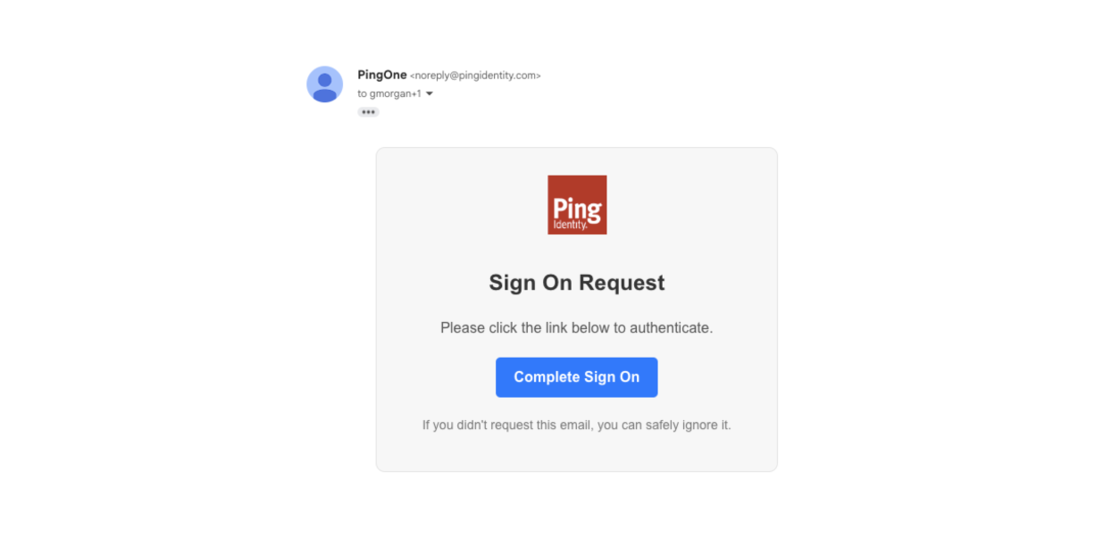 PingOne <noreply@pingidentity.com>
to gmorgan+1
Ping
Identity.
Sign On Request
Please click the link below to authenticate.
Complete Sign On
If you didn't request this email, you can safely ignore it.